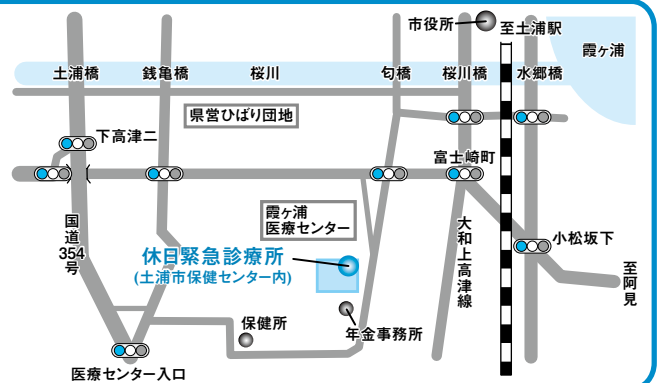 市役所
至土浦駅
霞ヶ浦
土浦橋
銭亀橋
桜川
匂橋
桜川橋
水郷橋
県営ひばり団地
下高津二
富士崎町
霞ヶ浦
医療センター
国道354号
休日緊急診療所
(土浦市保健センター内)
大和上高津線
小松坂下
至阿見
保健所
年金事務所
医療センター入口